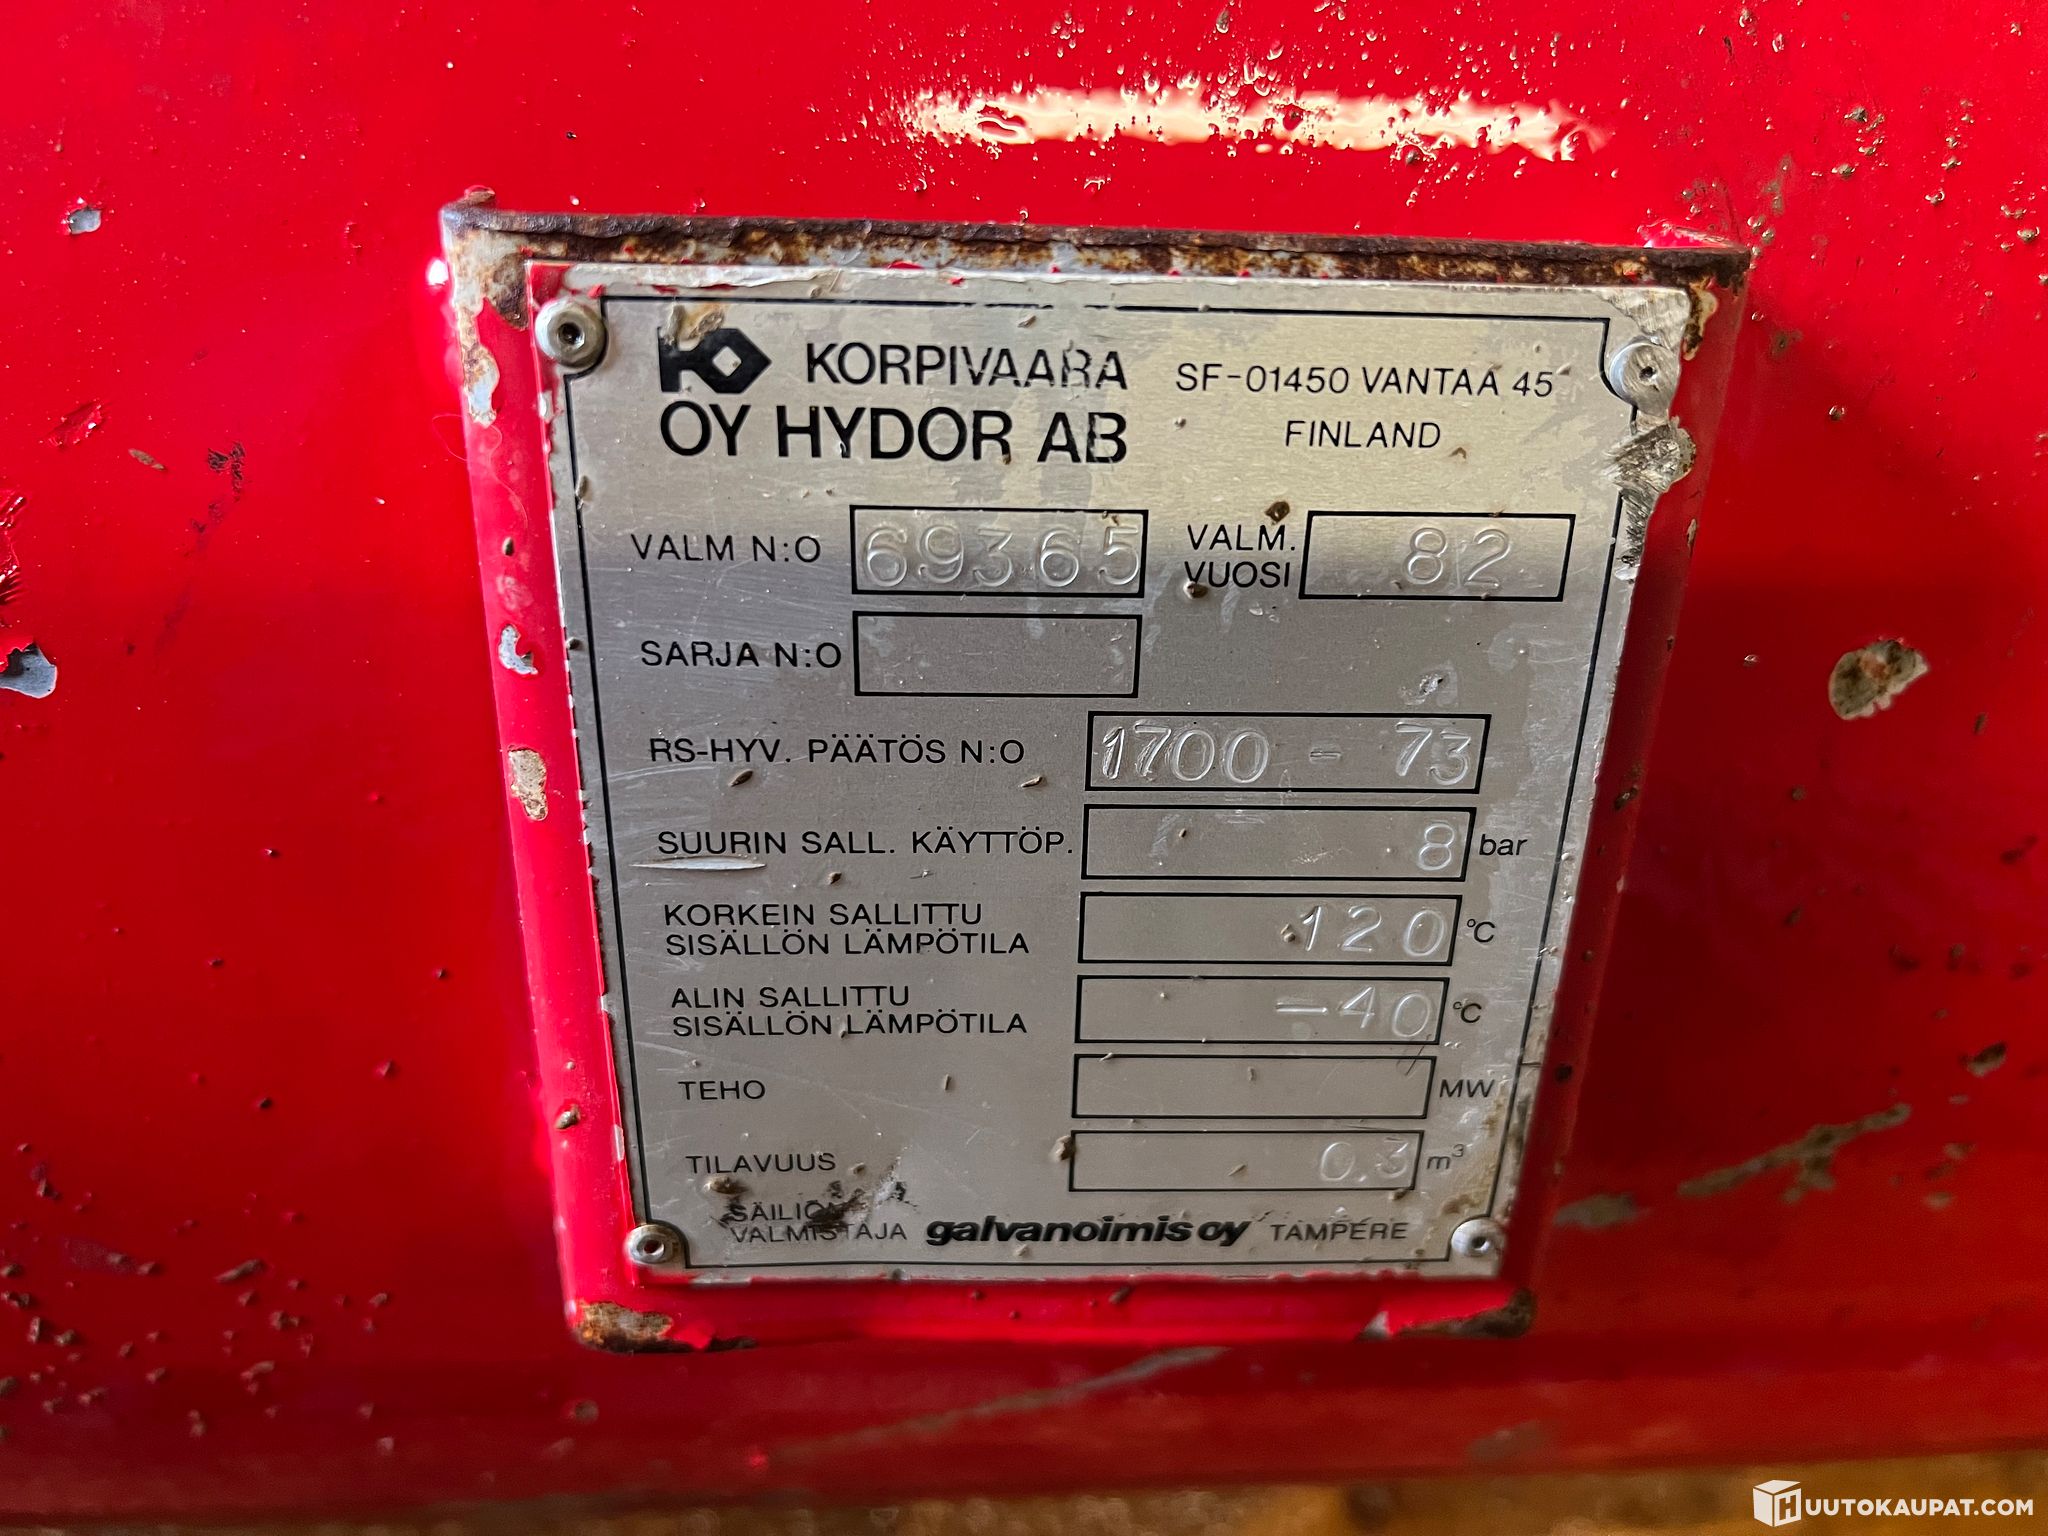 KORPIVAARA
OY HYDOR AB
SF-01450 VANTAA 45
FINLAND
VALM N:O 69365
VALM. VUOSI 82
SARJA N:O
RS-HYV. PÄÄTÖS N:O 1700 - 73
SUURIN SALL. KÄYTTÖP. 8 bar
KORKEIN SALLITTU
SISÄLLÖN LÄMPÖTILA 120 °C
ALIN SALLITTU
SISÄLLÖN LÄMPÖTILA -40 °C
TEHO MW
TILAVUUS 0.3 m³
SÄILIÖN
VALMISTAJA galvanoimis oy TAMPERE
HUUTOKAUPAT.COM